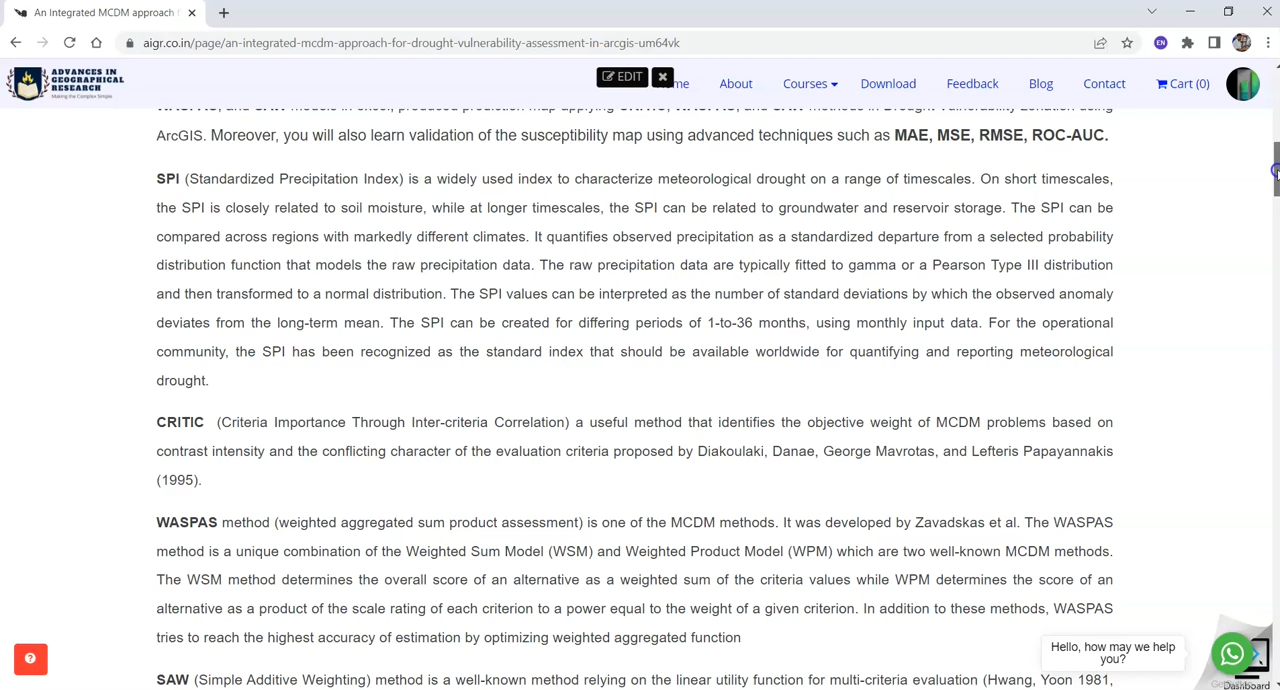 An Integrated MCDM approach
aigr.co.in/page/an-integrated-mcdm-approach-for-drought-vulnerability-assessment-in-arcgis-um64vk
EN
ADVANCES IN
GEOGRAPHICAL
RESEARCH
Making the Complex Simple
EDIT
me
About
Courses
Download
Feedback
Blog
Contact
Cart (0)
ArcGIS. Moreover, you will also learn validation of the susceptibility map using advanced techniques such as MAE, MSE, RMSE, ROC-AUC.
SPI (Standardized Precipitation Index) is a widely used index to characterize meteorological drought on a range of timescales. On short timescales,
the SPI is closely related to soil moisture, while at longer timescales, the SPI can be related to groundwater and reservoir storage. The SPI can be
compared across regions with markedly different climates. It quantifies observed precipitation as a standardized departure from a selected probability
distribution function that models the raw precipitation data. The raw precipitation data are typically fitted to gamma or a Pearson Type III distribution
and then transformed to a normal distribution. The SPI values can be interpreted as the number of standard deviations by which the observed anomaly
deviates from the long-term mean. The SPI can be created for differing periods of 1-to-36 months, using monthly input data. For the operational
community, the SPI has been recognized as the standard index that should be available worldwide for quantifying and reporting meteorological
drought.
CRITIC (Criteria Importance Through Inter-criteria Correlation) a useful method that identifies the objective weight of MCDM problems based on
contrast intensity and the conflicting character of the evaluation criteria proposed by Diakoulaki, Danae, George Mavrotas, and Lefteris Papayannakis
(1995).
WASPAS method (weighted aggregated sum product assessment) is one of the MCDM methods. It was developed by Zavadskas et al. The WASPAS
method is a unique combination of the Weighted Sum Model (WSM) and Weighted Product Model (WPM) which are two well-known MCDM methods.
The WSM method determines the overall score of an alternative as a weighted sum of the criteria values while WPM determines the score of an
alternative as a product of the scale rating of each criterion to a power equal to the weight of a given criterion. In addition to these methods, WASPAS
tries to reach the highest accuracy of estimation by optimizing weighted aggregated function
Hello, how may we help
you?
SAW (Simple Additive Weighting) method is a well-known method relying on the linear utility function for multi-criteria evaluation (Hwang, Yoon 1981,
Dashboard